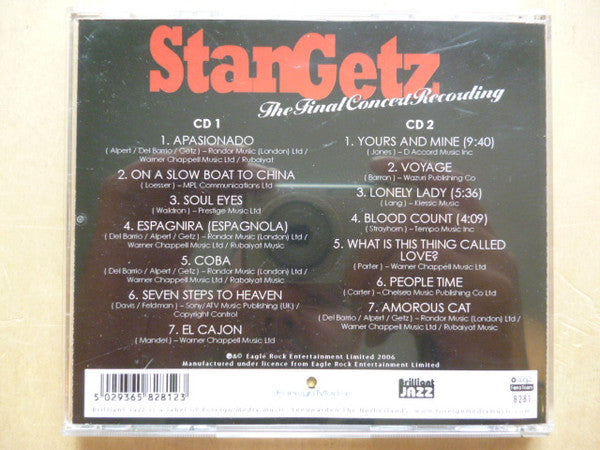 StanGetz
The Final Concert Recording
CD 1
1. APASIONADO
( Alpert / Del Barrio / Getz ) – Rondor Music (London) Ltd /
Warner Chappell Music Ltd / Rubaiyat
2. ON A SLOW BOAT TO CHINA
( Loesser ) – MPL Communications Ltd
3. SOUL EYES
( Waldron ) – Prestige Music Ltd
4. ESPAGNIRA (ESPAGNOLA)
( Del Barrio / Alpert / Getz ) – Rondor Music (London) Ltd /
Warner Chappell Music Ltd / Rubaiyat Music
5. COBA
( Del Barrio / Alpert / Getz ) – Rondor Music (London) Ltd /
Warner Chappell Music Ltd / Rubaiyat Music
6. SEVEN STEPS TO HEAVEN
( Davis / Feldman ) – Sony/ATV Music Publishing (UK) /
Copyright Control
7. EL CAJON
( Mandel ) – Warner Chappell Music Ltd
CD 2
1. YOURS AND MINE (9:40)
( Jones ) – D Accord Music Inc
2. VOYAGE
( Barron ) – Wazuri Publishing Co
3. LONELY LADY (5:36)
( Lang ) – Klessic Music
4. BLOOD COUNT (4:09)
( Strayhorn ) – Tempo Music Inc
5. WHAT IS THIS THING CALLED
LOVE?
( Porter ) – Warner Chappell Music Ltd
6. PEOPLE TIME
( Carter ) – Chelsea Music Publishing Co Ltd
7. AMOROUS CAT
( Del Barrio / Alpert / Getz ) – Rondor Music (London) Ltd /
Warner Chappell Music Ltd / Rubaiyat Music
℗&© Eagle Rock Entertainment Limited 2006
Manufactured under licence from Eagle Rock Entertainment Limited.
5 029365 828123
Foreign Media
Brilliant
JAZZ
8281